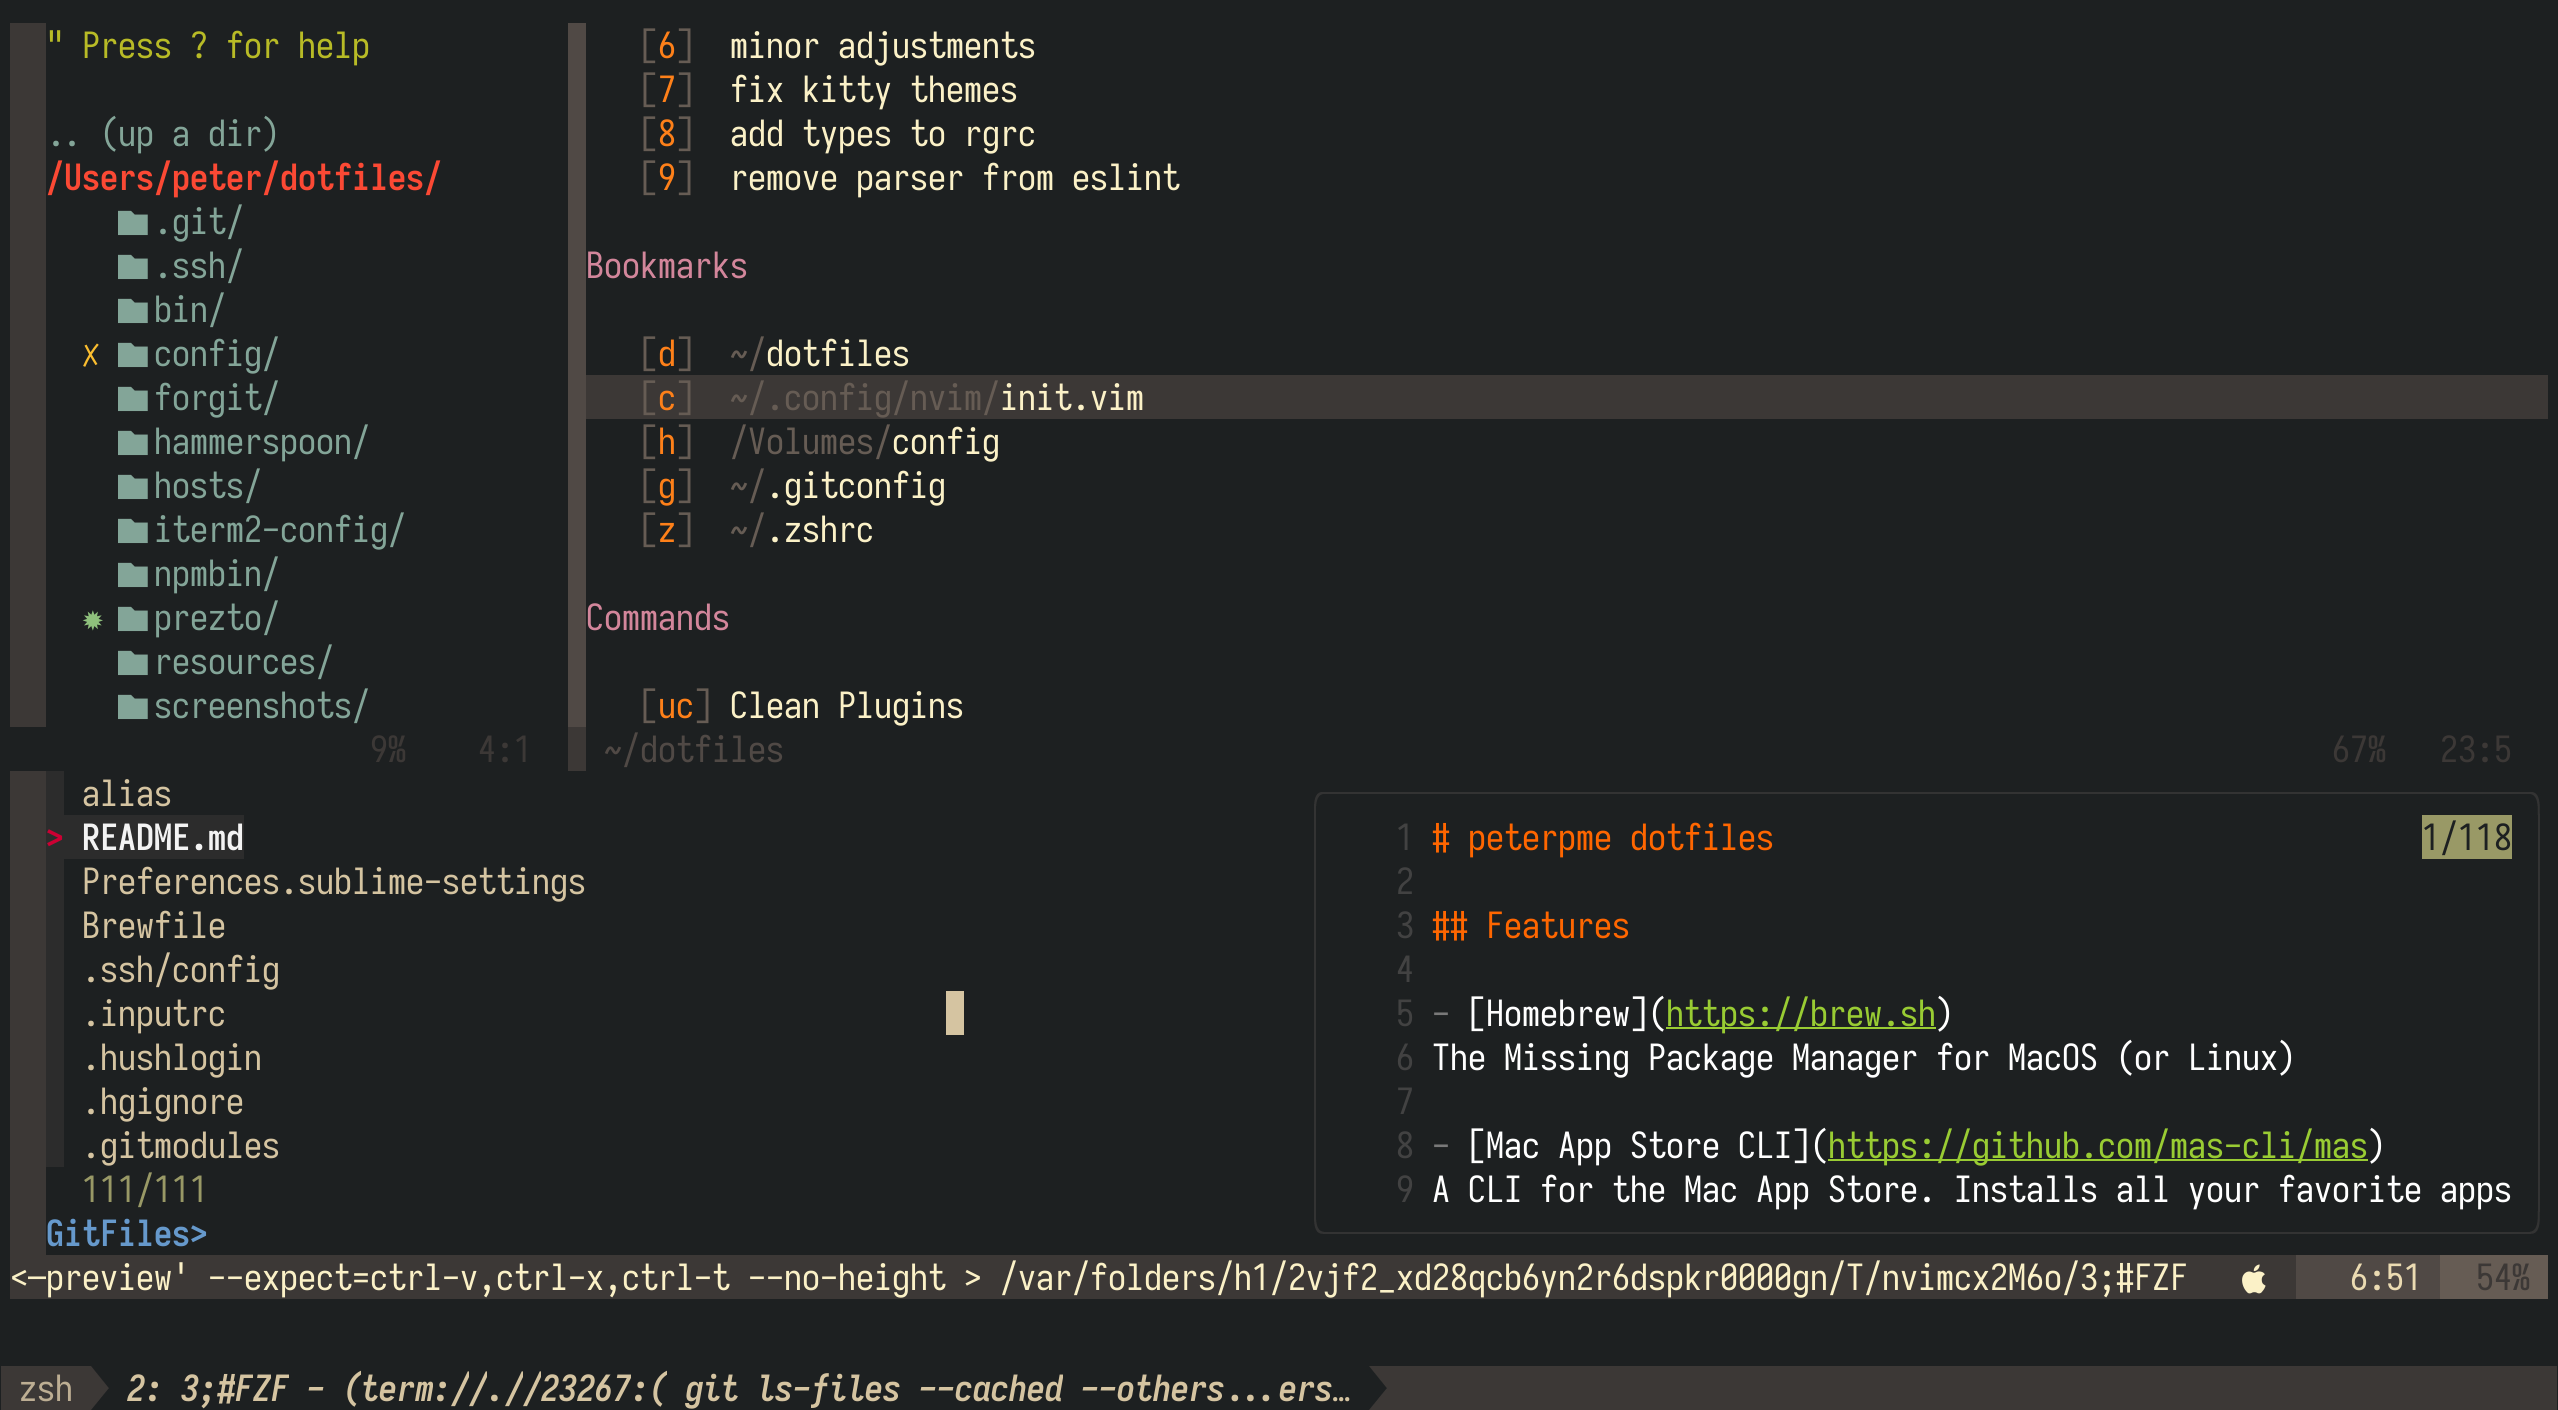 " Press ? for help
.. (up a dir)
/Users/peter/dotfiles/
.git/
.ssh/
bin/
✗ config/
forgit/
hammerspoon/
hosts/
iterm2-config/
npmbin/
✹ prezto/
resources/
screenshots/
9% 4:1
[6] minor adjustments
[7] fix kitty themes
[8] add types to rgrc
[9] remove parser from eslint
Bookmarks
[d] ~/dotfiles
[c] ~/.config/nvim/init.vim
[h] /Volumes/config
[g] ~/.gitconfig
[z] ~/.zshrc
Commands
[uc] Clean Plugins
~/dotfiles 67% 23:5
alias
> README.md
Preferences.sublime-settings
Brewfile
.ssh/config
.inputrc
.hushlogin
.hgignore
.gitmodules
111/111
GitFiles>
1 # peterpme dotfiles 1/118
2
3 ## Features
4
5 - [Homebrew](https://brew.sh)
6 The Missing Package Manager for MacOS (or Linux)
7
8 - [Mac App Store CLI](https://github.com/mas-cli/mas)
9 A CLI for the Mac App Store. Installs all your favorite apps
<-preview' --expect=ctrl-v,ctrl-x,ctrl-t --no-height > /var/folders/h1/2vjf2_xd28qcb6yn2r6dspkr0000gn/T/nvimcx2M6o/3;#FZF 6:51 54%
zsh 2: 3;#FZF - (term://.//23267:( git ls-files --cached --others...ers…